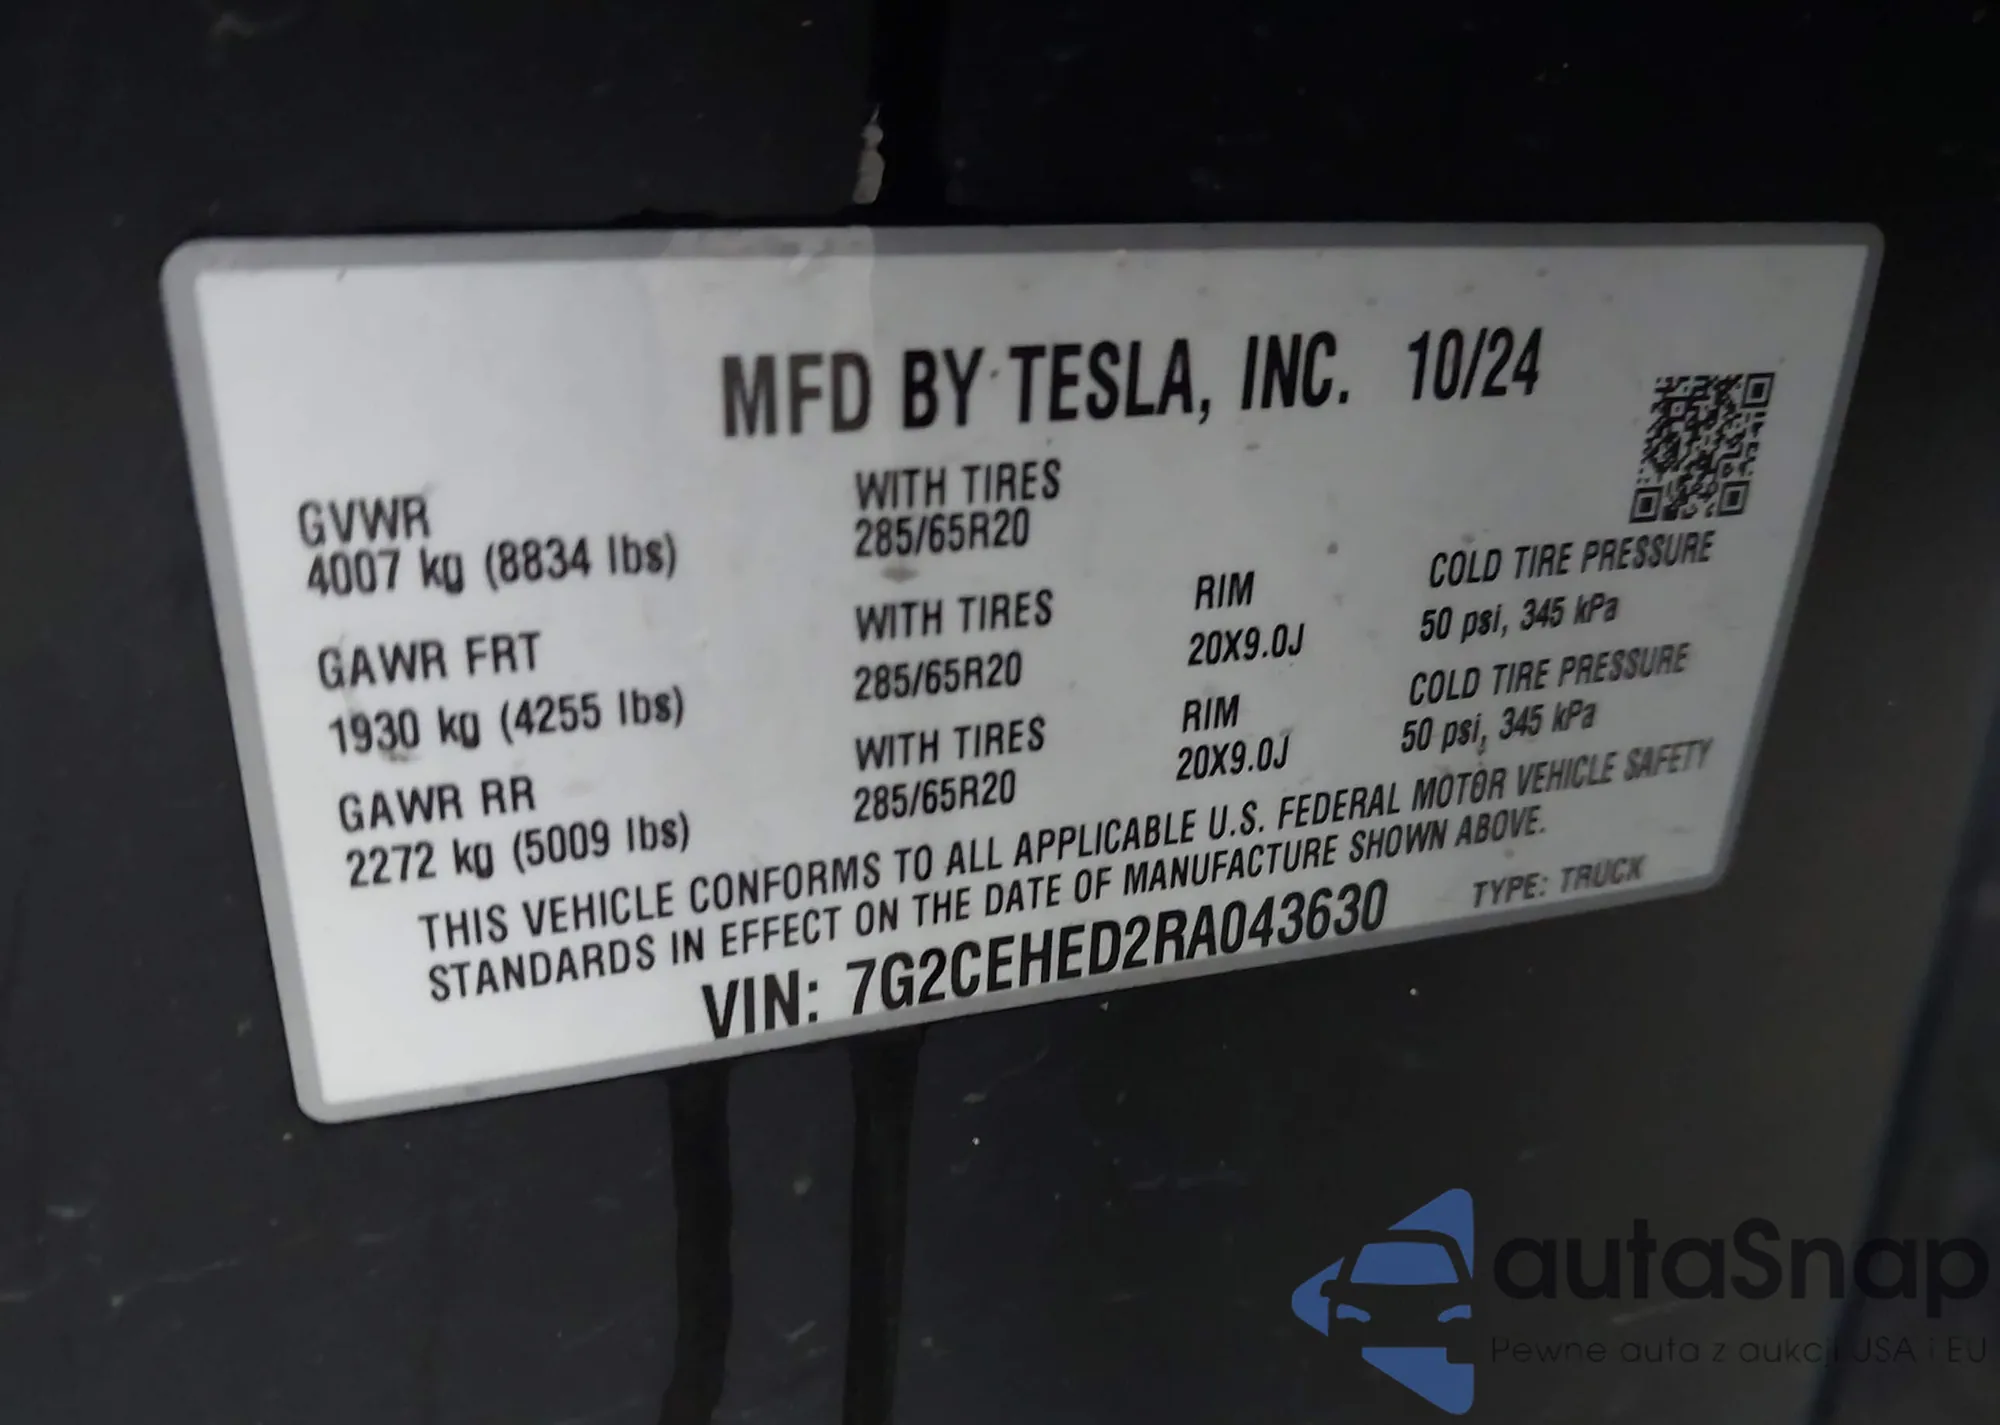 MFD BY TESLA, INC. 10/24
GVWR
4007 kg (8834 lbs)
WITH TIRES
285/65R20
GAWR FRT
1930 kg (4255 lbs)
WITH TIRES
285/65R20
RIM
20X9.0J
COLD TIRE PRESSURE
50 psi, 345 kPa
GAWR RR
2272 kg (5009 lbs)
WITH TIRES
285/65R20
RIM
20X9.0J
COLD TIRE PRESSURE
50 psi, 345 kPa
THIS VEHICLE CONFORMS TO ALL APPLICABLE U.S. FEDERAL MOTOR VEHICLE SAFETY
STANDARDS IN EFFECT ON THE DATE OF MANUFACTURE SHOWN ABOVE.
VIN: 7G2CEHED2RA043630
TYPE: TRUCK
autaSnap
Pewne auta z aukcji USA i EU